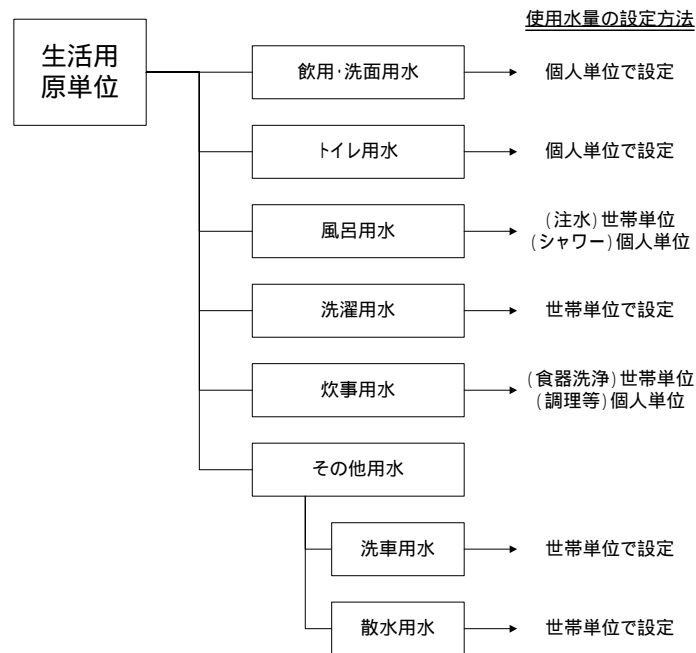 使用水量の設定方法
生活用
原単位
飲用・洗面用水
個人単位で設定
トイレ用水
個人単位で設定
風呂用水
(注水)世帯単位
(シャワー)個人単位
洗濯用水
世帯単位で設定
炊事用水
(食器洗浄)世帯単位
(調理等)個人単位
その他用水
洗車用水
世帯単位で設定
散水用水
世帯単位で設定